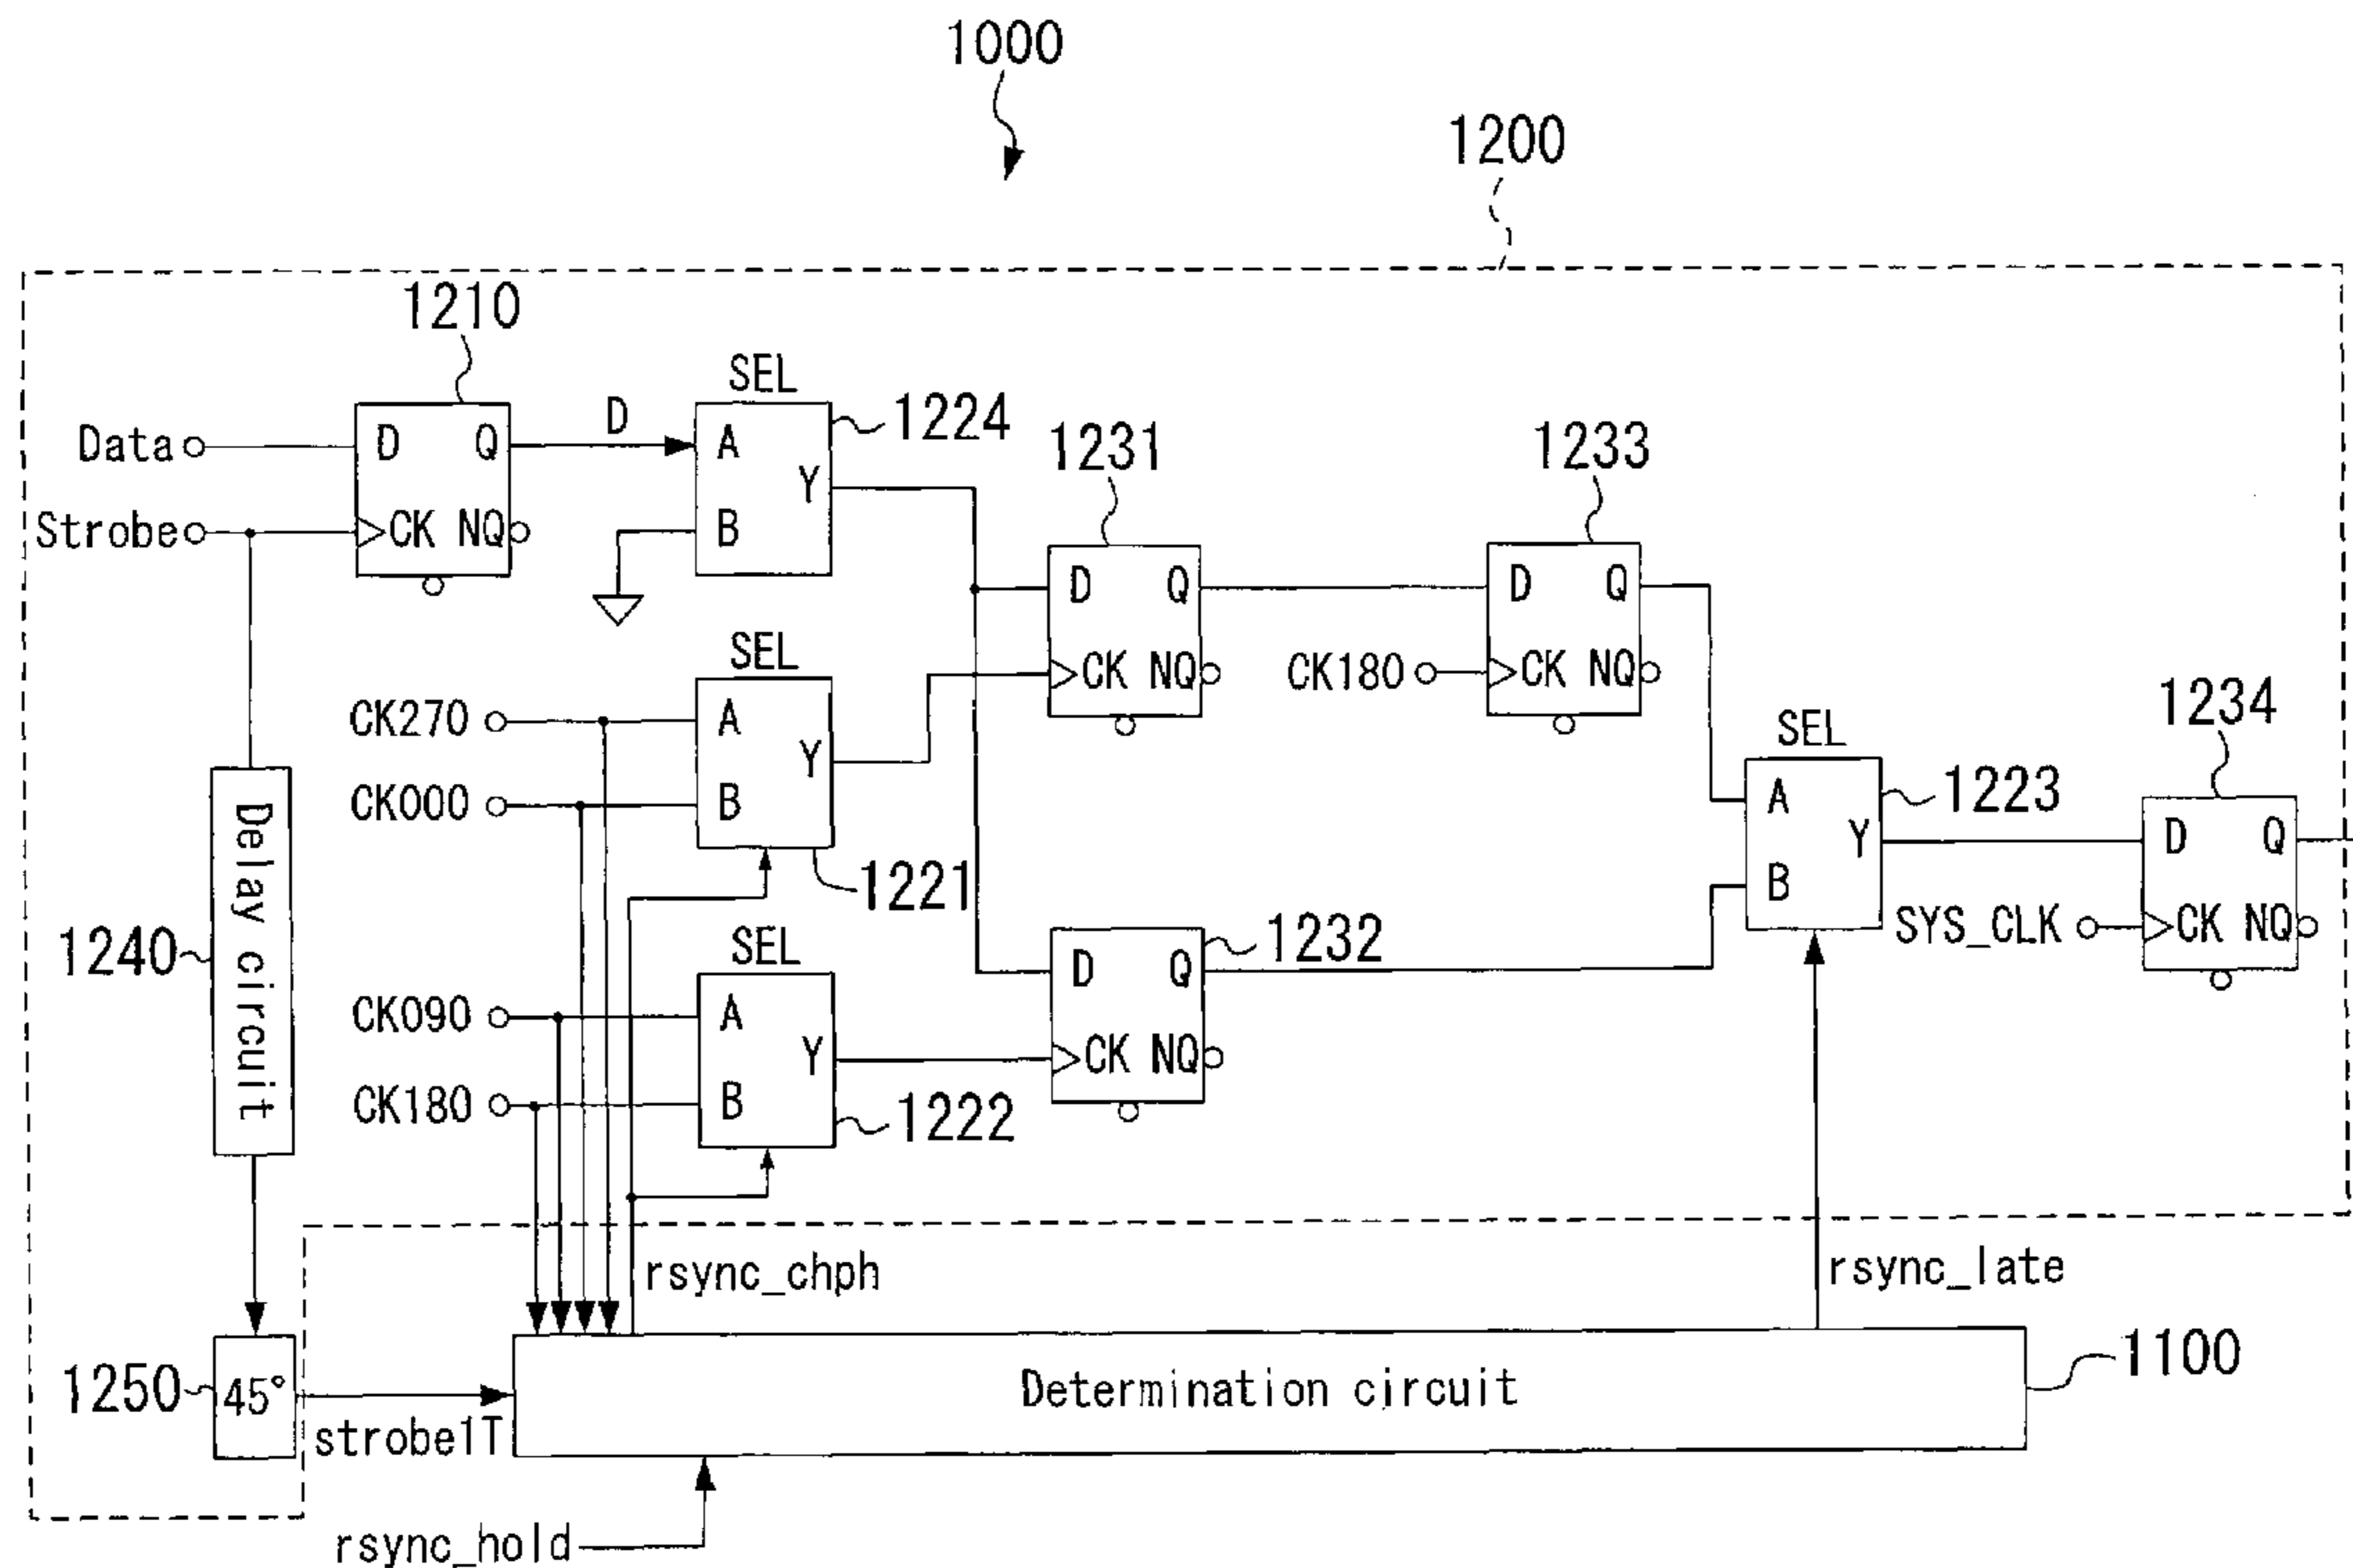 1000
1200
1210
SEL
D
1224
Data
D
Q
A
Y
1231
1233
Strobe
CK
NQ
B
D
Q
D
Q
SEL
CK
NQ
CK180
CK
NQ
1234
CK270
A
Y
SEL
CK000
B
A
1223
D
Q
Delay circuit
1221
Y
1240
SEL
1232
B
SYS_CLK
CK
NQ
D
Q
CK090
A
Y
CK
NQ
CK180
B
1222
rsync_chph
rsync_late
1250
45°
Determination circuit
1100
strobe1T
rsync_hold